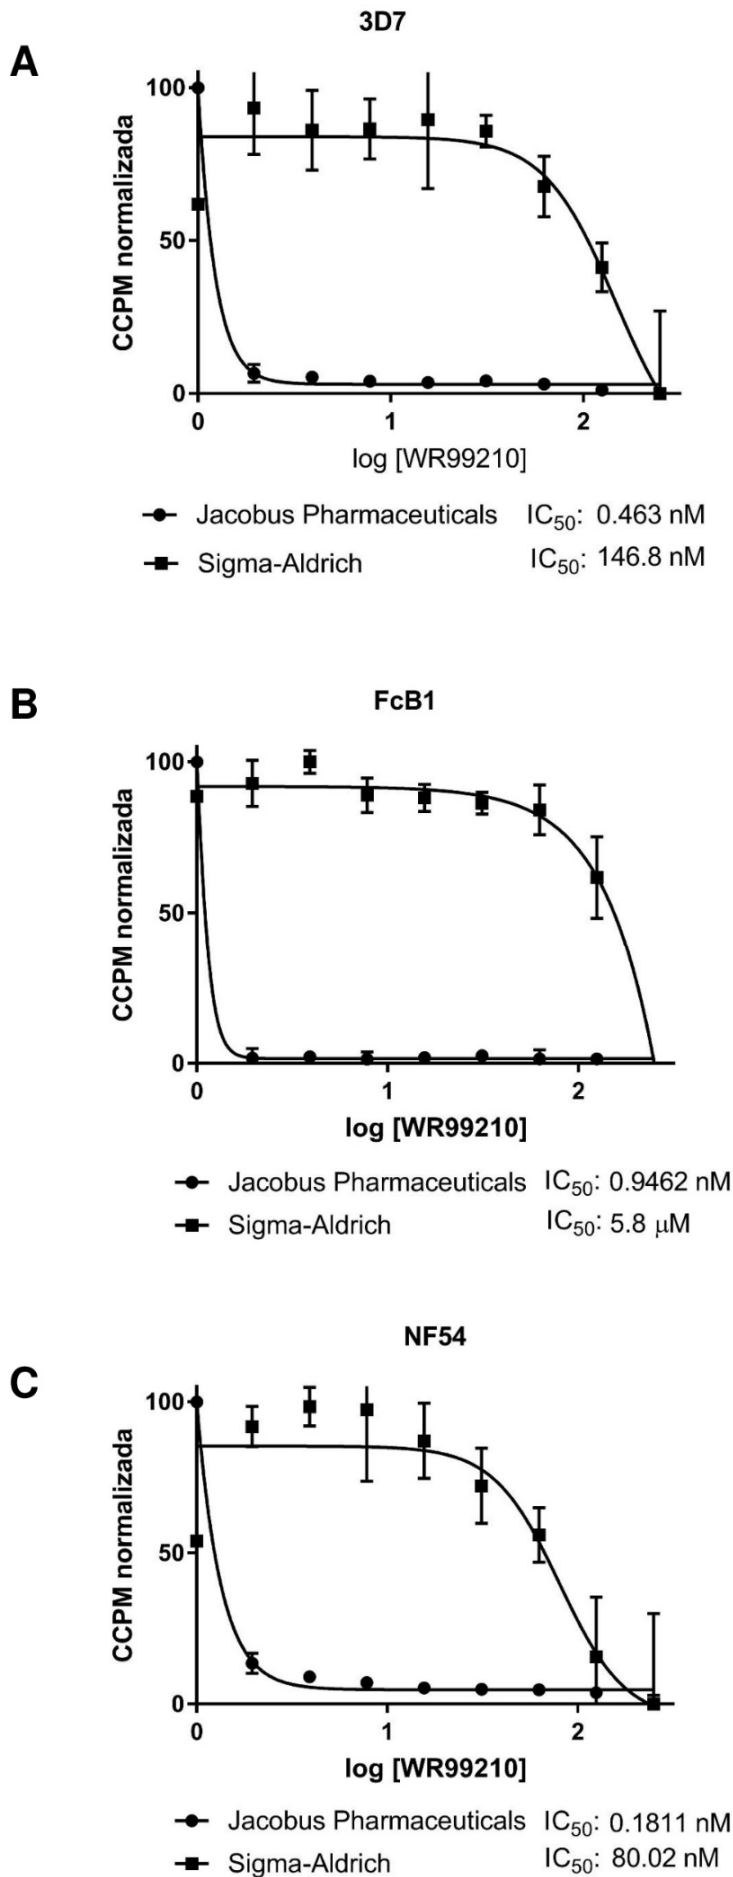 A
3D7
CCPM normalizada
100
50
0
0 1 2
log [WR99210]
Jacobus Pharmaceuticals IC50: 0.463 nM
Sigma-Aldrich IC50: 146.8 nM
B
FcB1
CCPM normalizada
100
50
0
0 1 2
log [WR99210]
Jacobus Pharmaceuticals IC50: 0.9462 nM
Sigma-Aldrich IC50: 5.8 μM
C
NF54
CCPM normalizada
100
50
0
0 1 2
log [WR99210]
Jacobus Pharmaceuticals IC50: 0.1811 nM
Sigma-Aldrich IC50: 80.02 nM